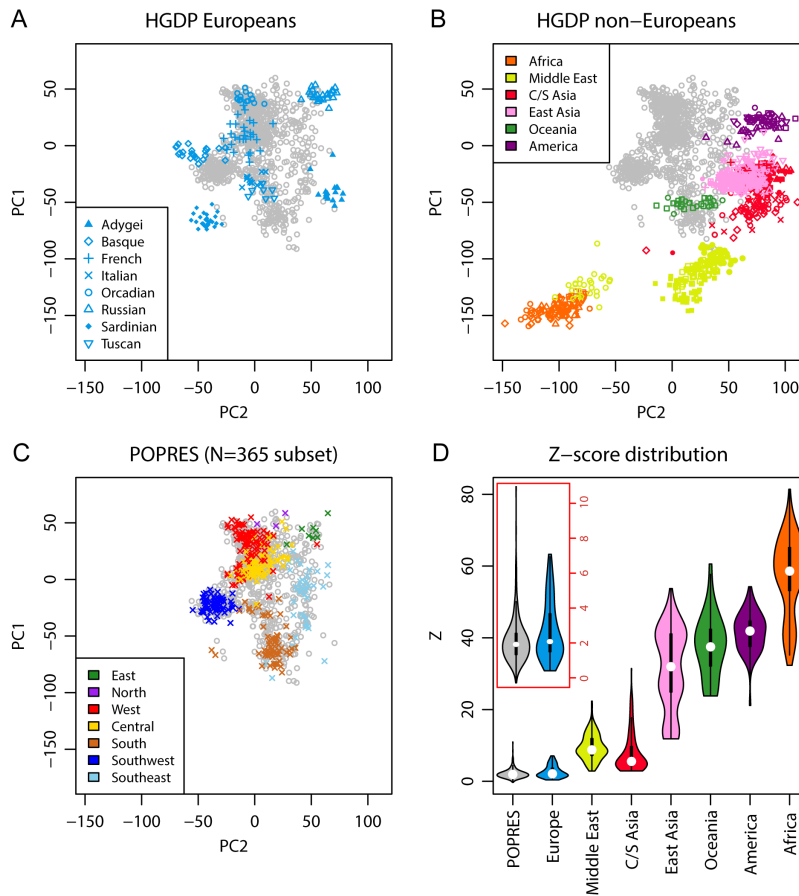 A
HGDP Europeans
PC1
50
0
−50
−100
−150
Adygei
Basque
French
Italian
Orcadian
Russian
Sardinian
Tuscan
−150 −100 −50 0 50 100
PC2
B
HGDP non−Europeans
PC1
50
0
−50
−100
−150
Africa
Middle East
C/S Asia
East Asia
Oceania
America
−150 −100 −50 0 50 100
PC2
C
POPRES (N=365 subset)
PC1
50
0
−50
−100
−150
East
North
West
Central
South
Southwest
Southeast
−150 −100 −50 0 50 100
PC2
D
Z−score distribution
Z
80
60
40
20
0
10
8
6
4
2
0
POPRES
Europe
Middle East
C/S Asia
East Asia
Oceania
America
Africa